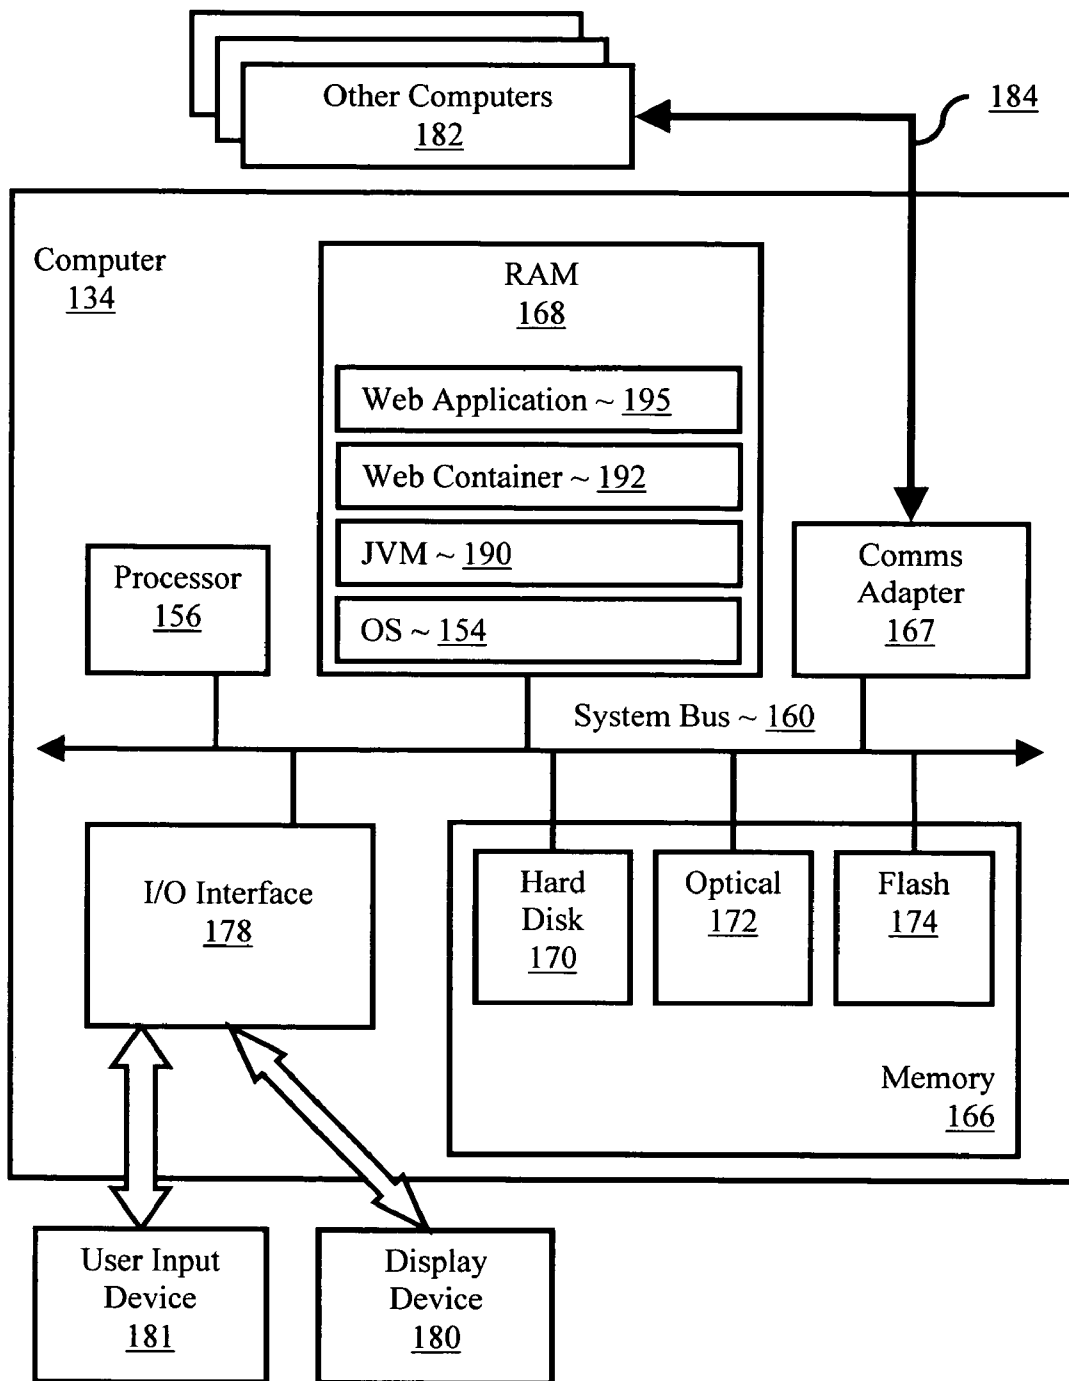 Other Computers
182
184
Computer
134
RAM
168
Web Application ~ 195
Web Container ~ 192
JVM ~ 190
OS ~ 154
Processor
156
Comms
Adapter
167
System Bus ~ 160
I/O Interface
178
Hard
Disk
170
Optical
172
Flash
174
Memory
166
User Input
Device
181
Display
Device
180